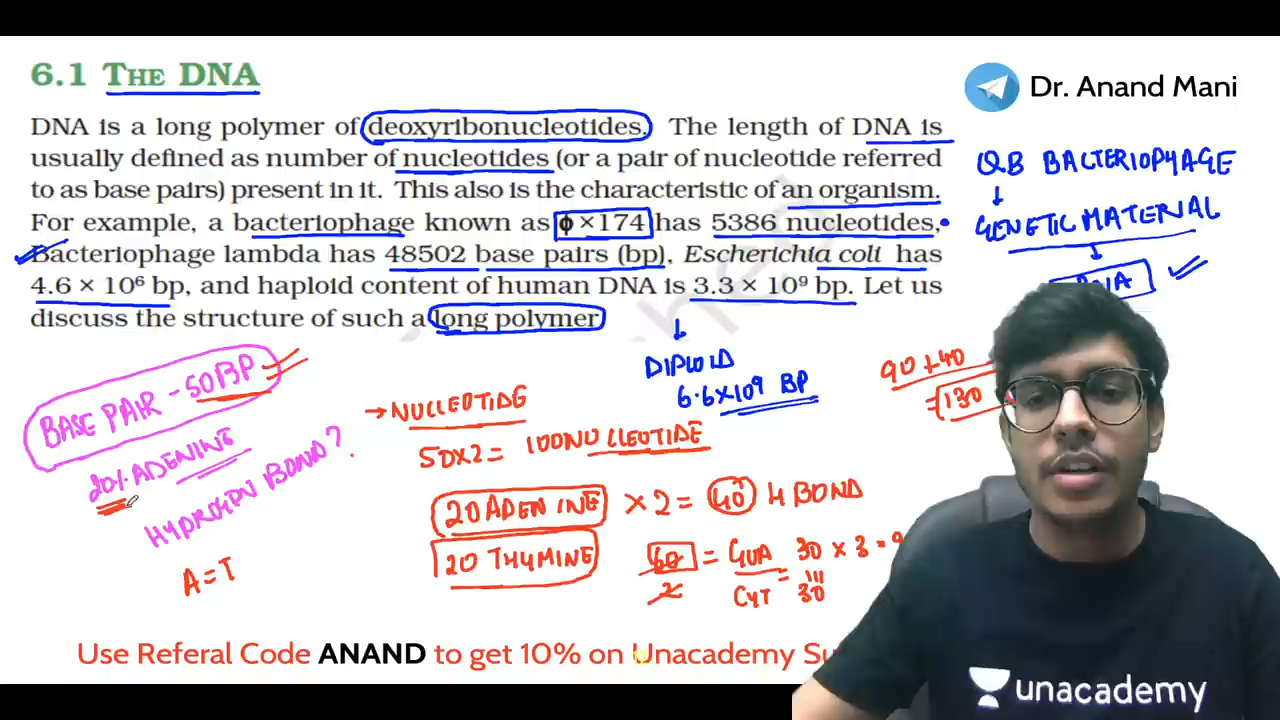 6.1 THE DNA
Dr. Anand Mani
DNA is a long polymer of deoxyribonucleotides. The length of DNA is
usually defined as number of nucleotides (or a pair of nucleotide referred
to as base pairs) present in it. This also is the characteristic of an organism.
For example, a bacteriophage known as ϕ×174 has 5386 nucleotides,
Bacteriophage lambda has 48502 base pairs (bp), Escherichia coli has
4.6 × 10⁶ bp, and haploid content of human DNA is 3.3 × 10⁹ bp. Let us
discuss the structure of such a long polymer
QB BACTERIOPHAGE
GENETIC MATERIAL
DIPLOID
6.6×10⁹ BP
90+40
=130
BASE PAIR - 50BP
20% ADENINE
HYDROGEN BOND?
A=T
→NUCLEOTIDE
50×2= 100NUCLEOTIDE
20 ADENINE × 2 = 40 H BOND
20 THYMINE
60 = GUA 30 × 3 =
2 CYT = 30
Use Referal Code ANAND to get 10% on Unacademy
unacademy